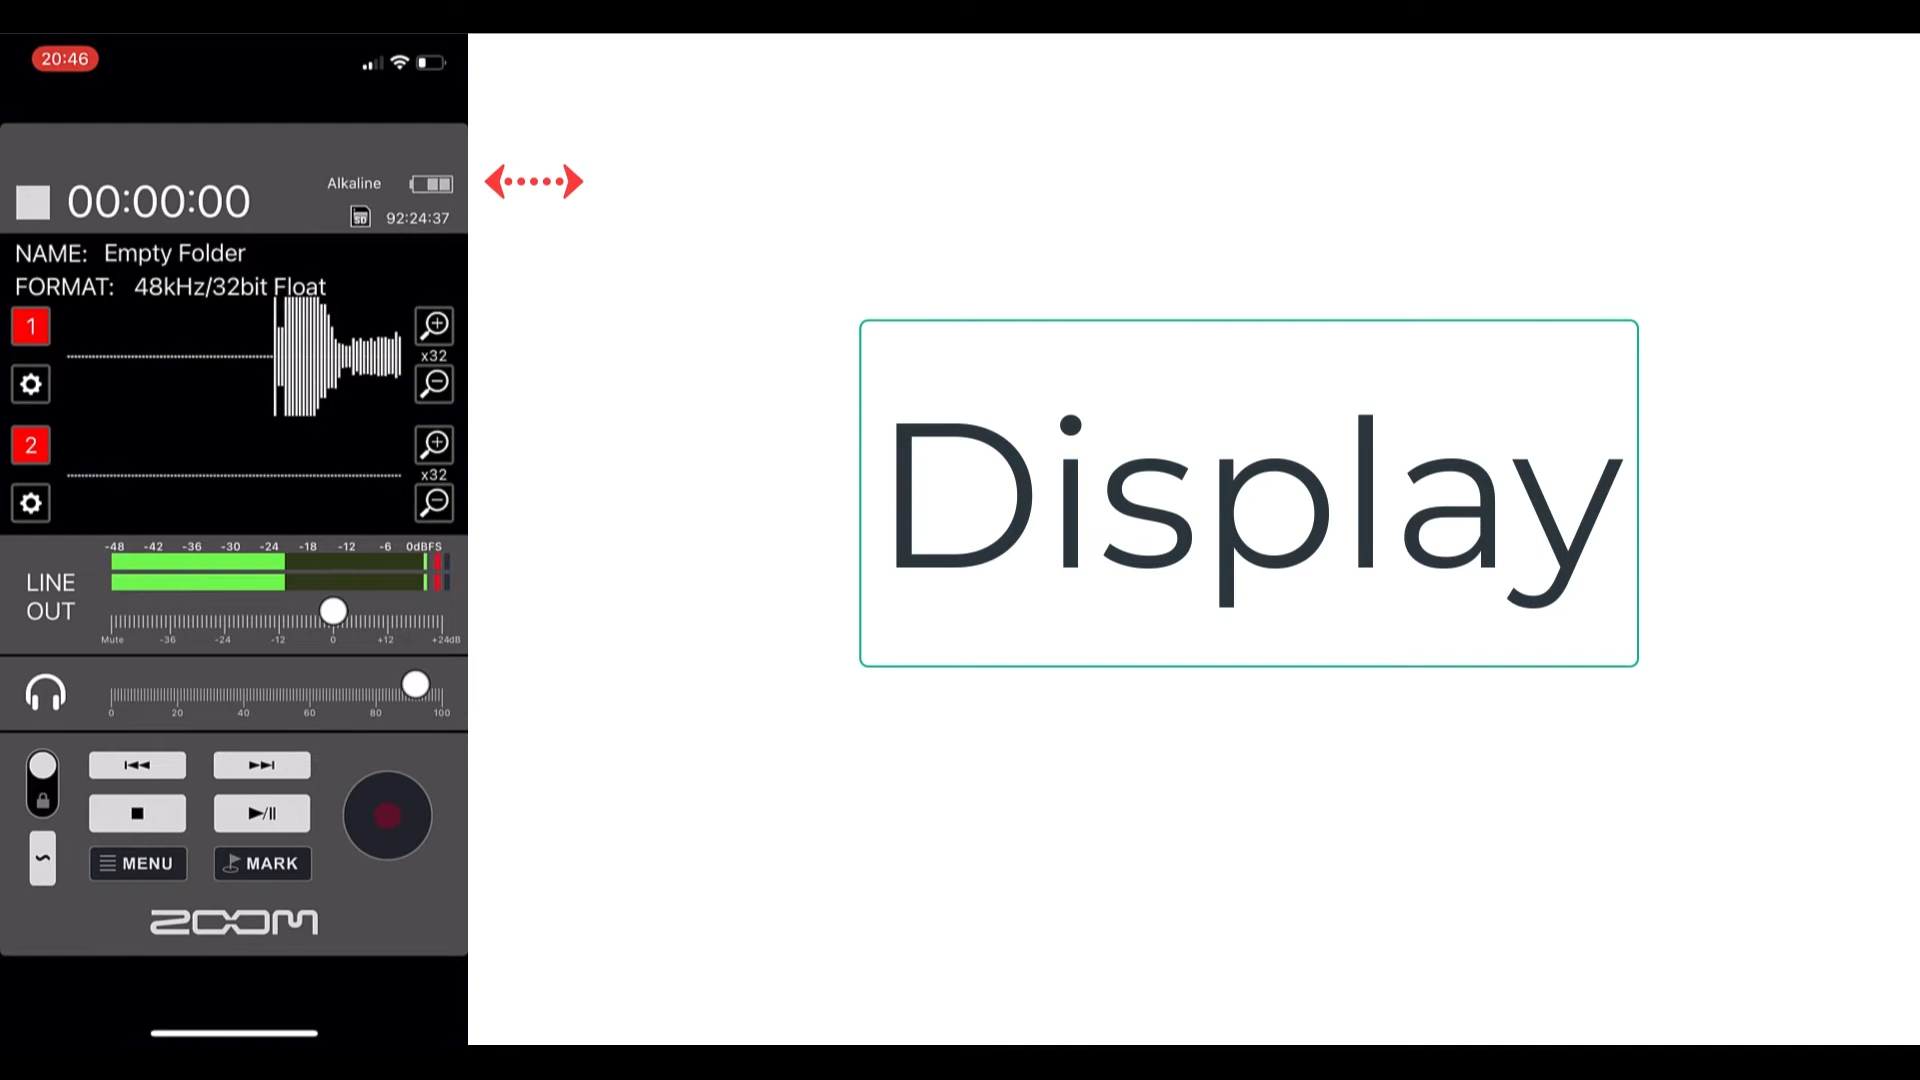 20:46
00:00:00
Alkaline
SD 92:24:37
NAME: Empty Folder
FORMAT: 48kHz/32bit Float
1
x32
2
x32
-48 -42 -36 -30 -24 -18 -12 -6 0dBFS
LINE
OUT
Mute -36 -24 -12 0 +12 +24dB
0 20 40 60 80 100
MENU
MARK
ZOOM
Display